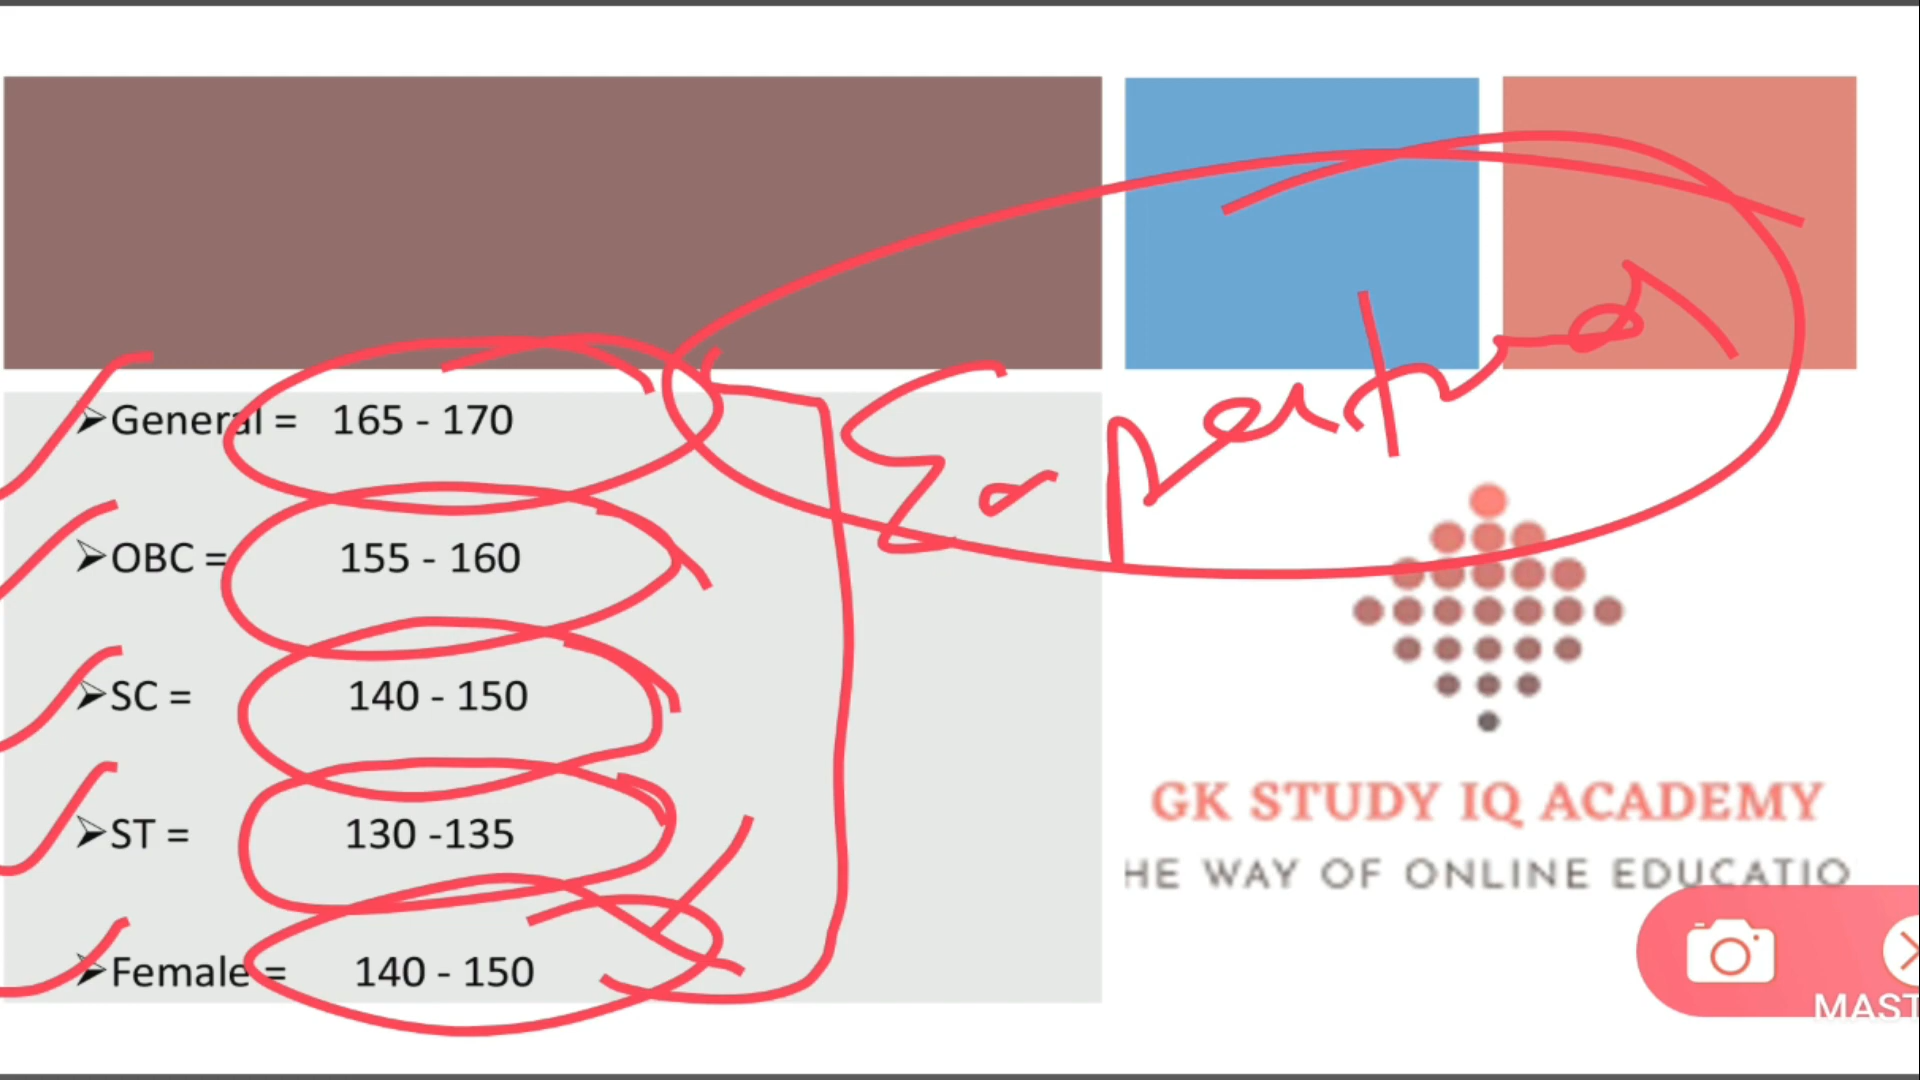 ➢General = 165 - 170
➢OBC = 155 - 160
➢SC = 140 - 150
➢ST = 130 -135
➢Female = 140 - 150
GK STUDY IQ ACADEMY
HE WAY OF ONLINE EDUCATIO
MAST